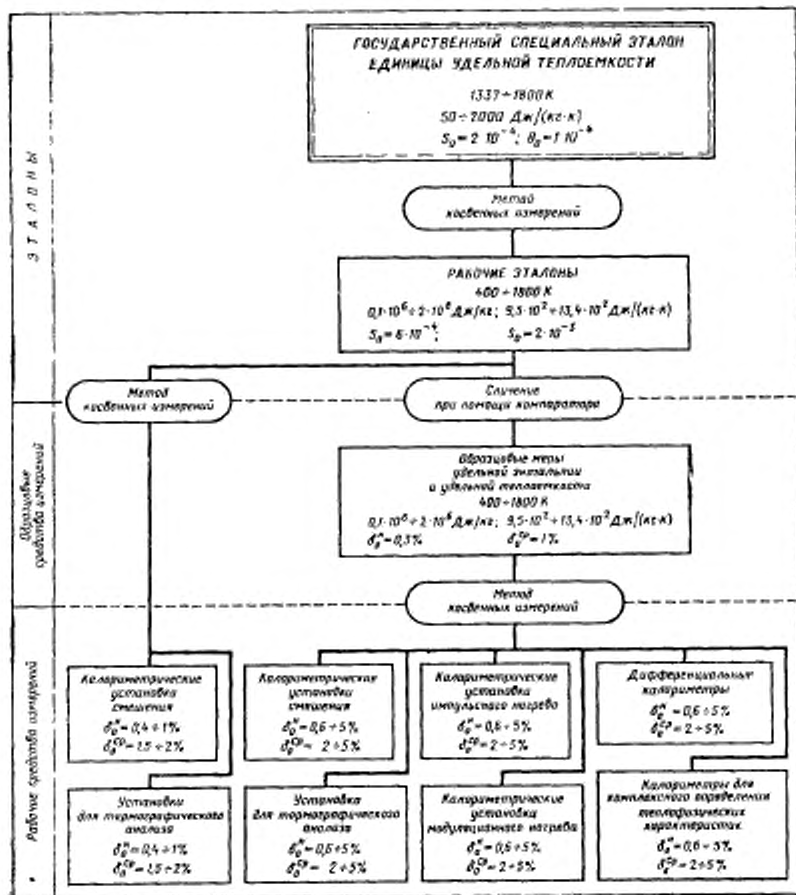 ГОСУДАРСТВЕННЫЙ СПЕЦИАЛЬНЫЙ ЭТАЛОН
ЕДИНИЦЫ УДЕЛЬНОЙ ТЕПЛОЕМКОСТИ
1337÷1800К
50÷2000 Дж/(кг·к)
S₀=2·10⁻⁴; θ₀=1·10⁻⁴
ЭТАЛОНЫ
Метод
косвенных измерений
РАБОЧИЕ ЭТАЛОНЫ
400÷1800К
0,1·10⁶÷2·10⁶ Дж/кг; 9,5·10²÷13,4·10² Дж/(кг·к)
S₀=6·10⁻⁴; S₀=2·10⁻³
Метод
косвенных измерений
Сличение
при помощи компаратора
Образцовые
средства измерений
Образцовые меры
удельной энтальпии
и удельной теплоемкости
400÷1800К
0,1·10⁶÷2·10⁶ Дж/кг; 9,5·10²÷13,4·10² Дж/(кг·к)
δ₀ᴴ=0,3% δ₀ᶜᵖ=1%
Метод
косвенных измерений
Рабочие средства измерений
Калориметрические
установки
смешения
δ₀ᴴ=0,4÷1%
δ₀ᶜᵖ=1,5÷2%
Калориметрические
установки
смешения
δ₀ᴴ=0,6÷5%
δ₀ᶜᵖ= 2÷5%
Калориметрические
установки
импульсного нагрева
δ₀ᴴ=0,6÷5%
δ₀ᶜᵖ=2÷5%
Дифференциальные
калориметры
δ₀ᴴ=0,6÷5%
δ₀ᶜᵖ=2÷5%
Установки
для термографического
анализа
δ₀ᴴ=0,4÷1%
δ₀ᶜᵖ=1,5÷2%
Установка
для термографического
анализа
δ₀ᴴ=0,6÷5%
δ₀ᶜᵖ= 2÷5%
Калориметрические
установки
модуляционного нагрева
δ₀ᴴ=0,6÷5%
δ₀ᶜᵖ=2÷5%
Калориметры для
комплексного определения
теплофизических
характеристик
δ₀ᴴ=0,6÷5%
δ₀ᶜᵖ=2÷5%